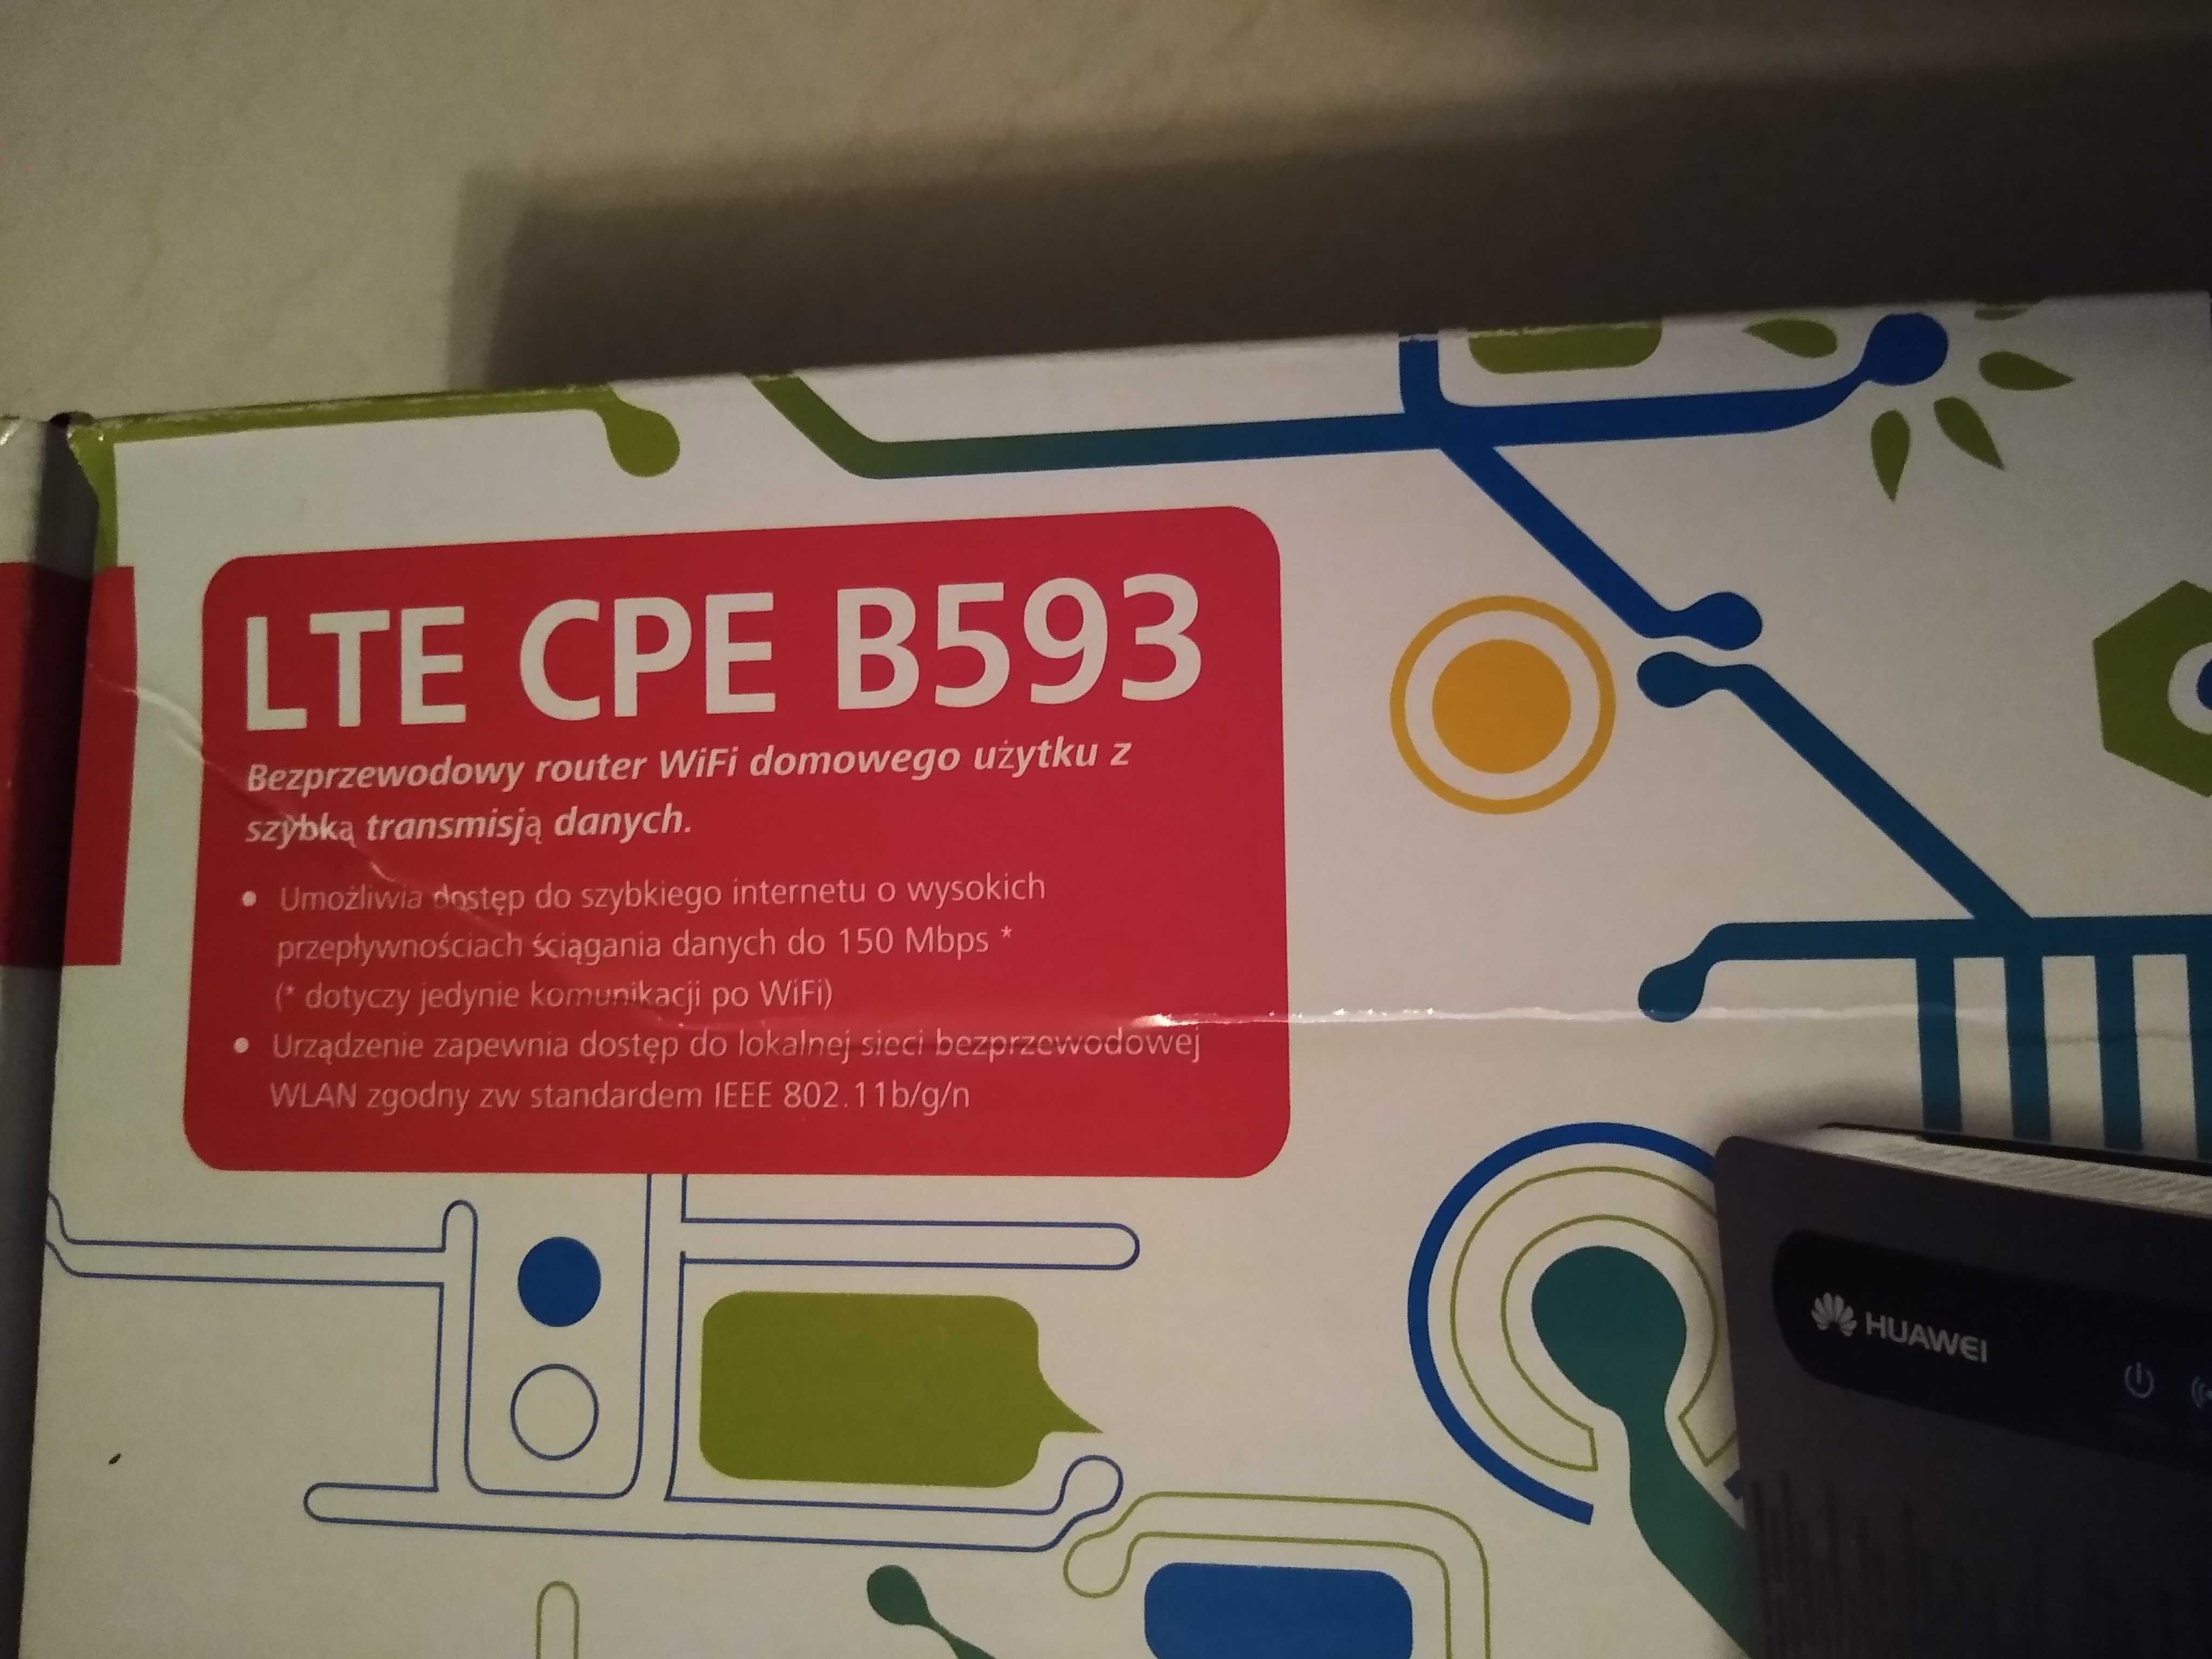 LTE CPE B593
Bezprzewodowy router WiFi domowego użytku z
szybką transmisją danych.
• Umożliwia dostęp do szybkiego internetu o wysokich
przepływnościach ściągania danych do 150 Mbps *
(* dotyczy jedynie komunikacji po WiFi)
• Urządzenie zapewnia dostęp do lokalnej sieci bezprzewodowej
WLAN zgodny zw standardem IEEE 802.11b/g/n
HUAWEI